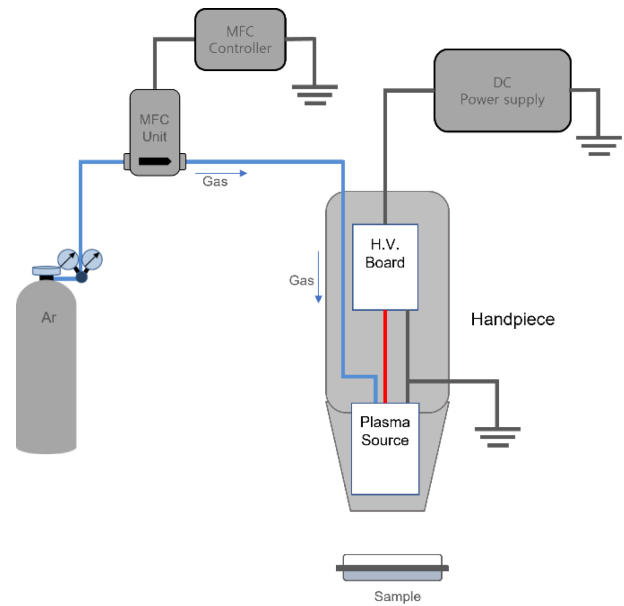 MFC
Controller
DC
Power supply
MFC
Unit
Gas
H.V.
Board
Gas
Ar
Handpiece
Plasma
Source
Sample